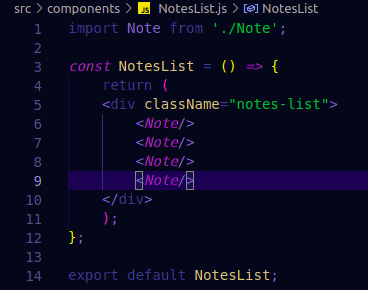 src > components > JS NotesList.js > NotesList
1 import Note from './Note';
2
3 const NotesList = () => {
4     return (
5     <div className="notes-list">
6         <Note/>
7         <Note/>
8         <Note/>
9         <Note/>
10     </div>
11     );
12 };
13
14 export default NotesList;